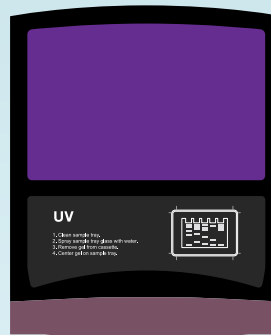 UV
1. Clean sample tray.
2. Spray sample tray glass with water.
3. Remove gel from cassette.
4. Center gel on sample tray.